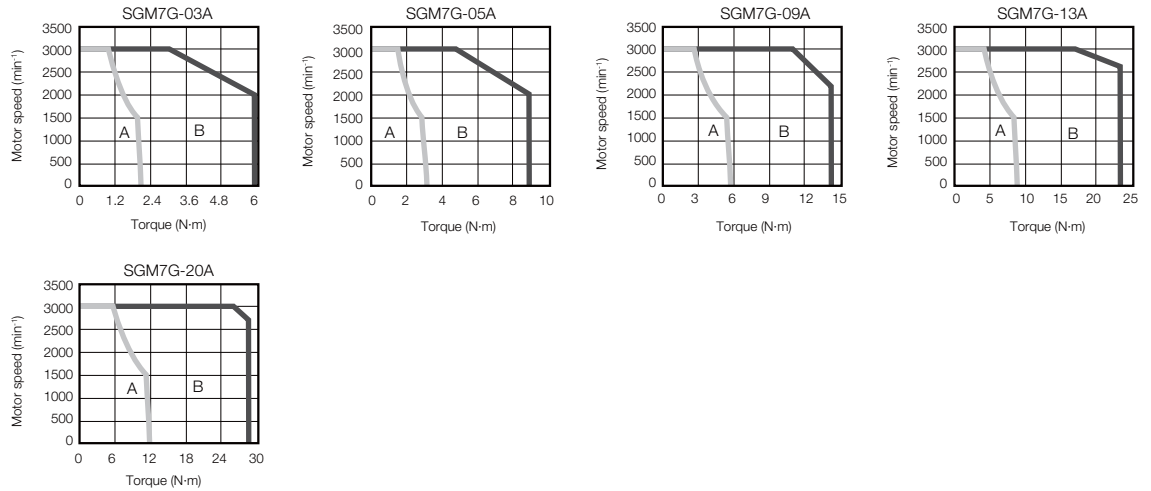 SGM7G-03A
3500
3000
2500
2000
1500
1000
500
0
Motor speed (min⁻¹)
A
B
0 1.2 2.4 3.6 4.8 6
Torque (N·m)
SGM7G-05A
3500
3000
2500
2000
1500
1000
500
0
Motor speed (min⁻¹)
A
B
0 2 4 6 8 10
Torque (N·m)
SGM7G-09A
3500
3000
2500
2000
1500
1000
500
0
Motor speed (min⁻¹)
A
B
0 3 6 9 12 15
Torque (N·m)
SGM7G-13A
3500
3000
2500
2000
1500
1000
500
0
Motor speed (min⁻¹)
A
B
0 5 10 15 20 25
Torque (N·m)
SGM7G-20A
3500
3000
2500
2000
1500
1000
500
0
Motor speed (min⁻¹)
A
B
0 6 12 18 24 30
Torque (N·m)